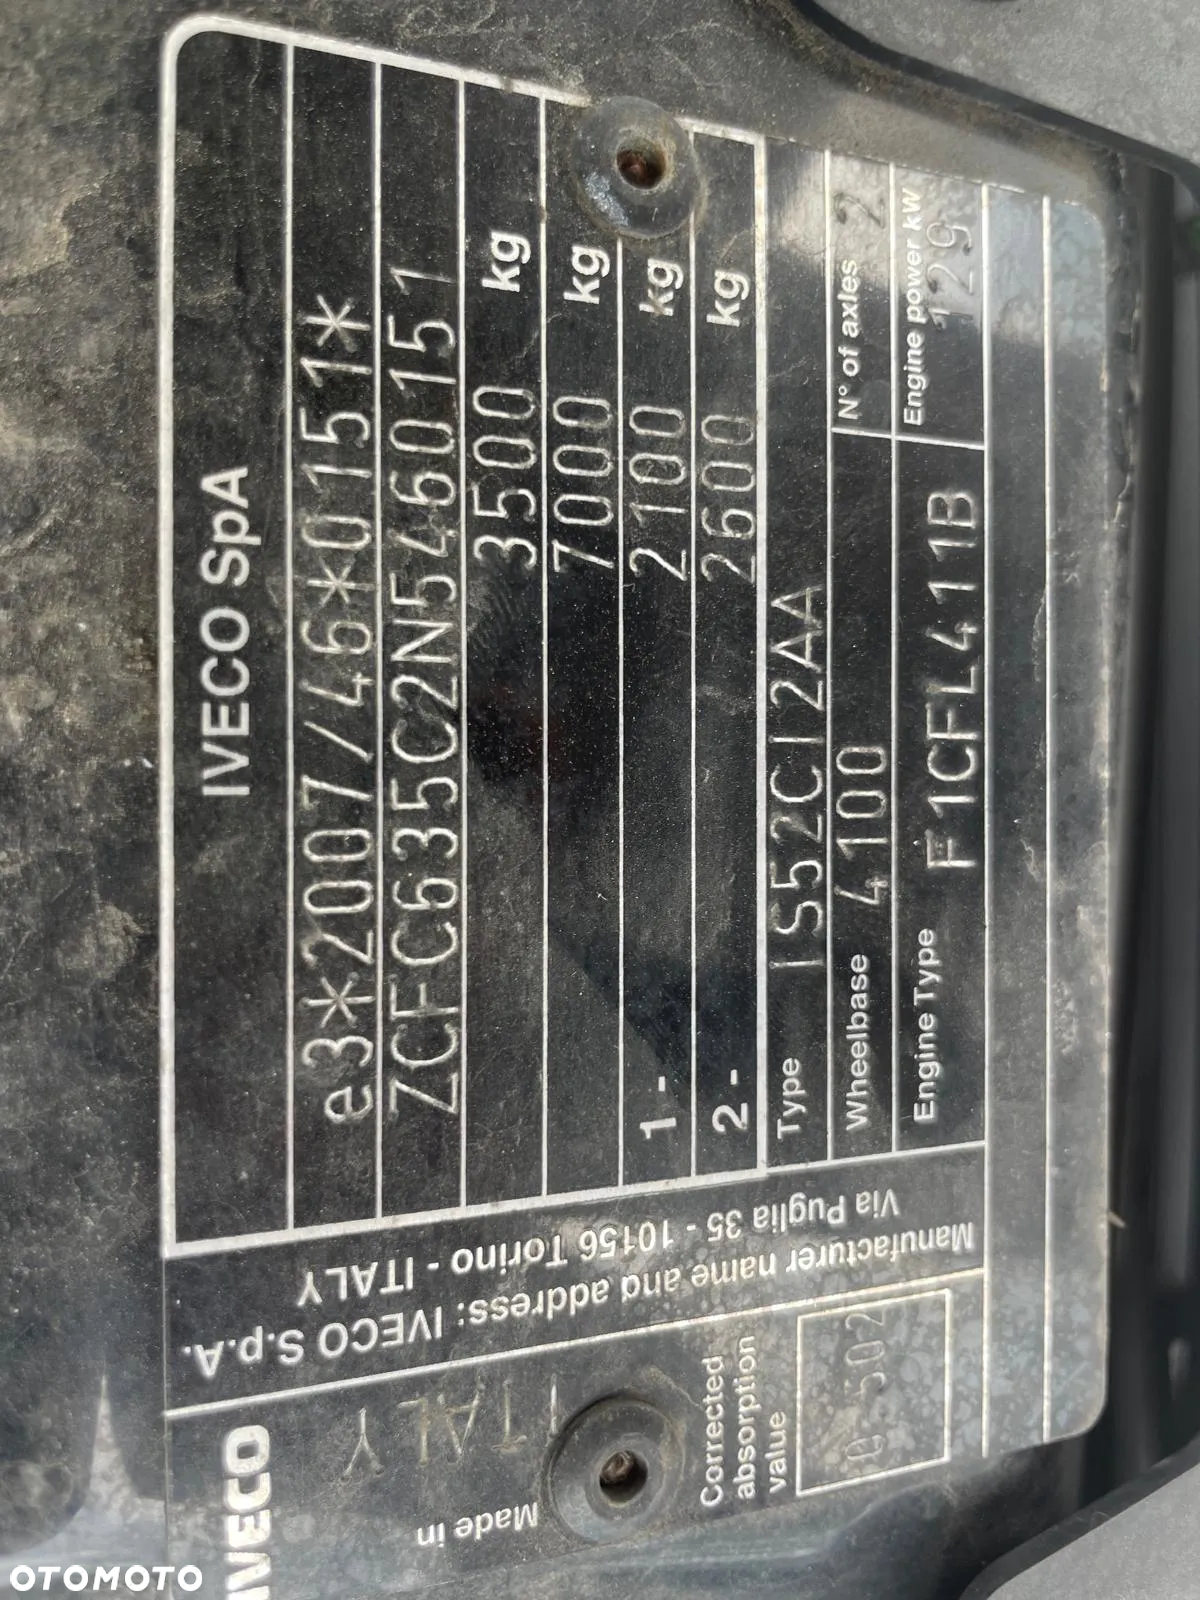 IVECO SpA
e3*2007/46*0151*
ZCFC635C2N5460151
3500 kg
7000 kg
1- 2100 kg
2- 2600 kg
Type IS52CI2AA
Wheelbase 4100 N° of axles 2
Engine Type F1CFL411B Engine power kW 129
Manufacturer name and address: IVECO S.p.A.
Via Puglia 35 - 10156 Torino - ITALY
IVECO
Made in ITALY
Corrected
absorption
value
0.502
OTOMOTO